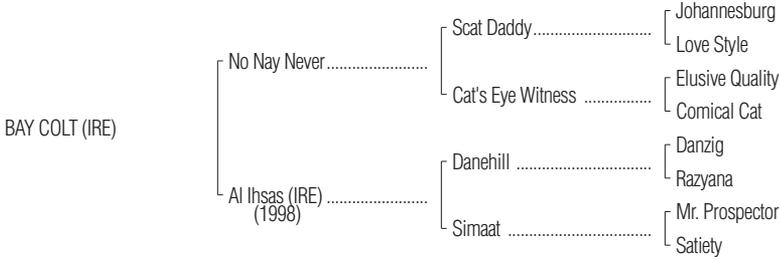 Johannesburg
Scat Daddy..............................
Love Style
No Nay Never..........................
Elusive Quality
Cat's Eye Witness .................
Comical Cat
BAY COLT (IRE)
Danzig
Danehill ...................................
Razyana
Al Ihsas (IRE) ..........................
(1998)
Mr. Prospector
Simaat .....................................
Satiety